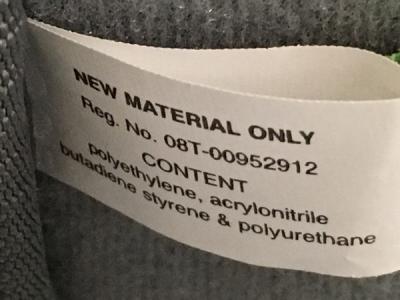 NEW MATERIAL ONLY
Reg. No. 08T-00952912
CONTENT
polyethylene, acrylonitrile
butadiene styrene & polyurethane